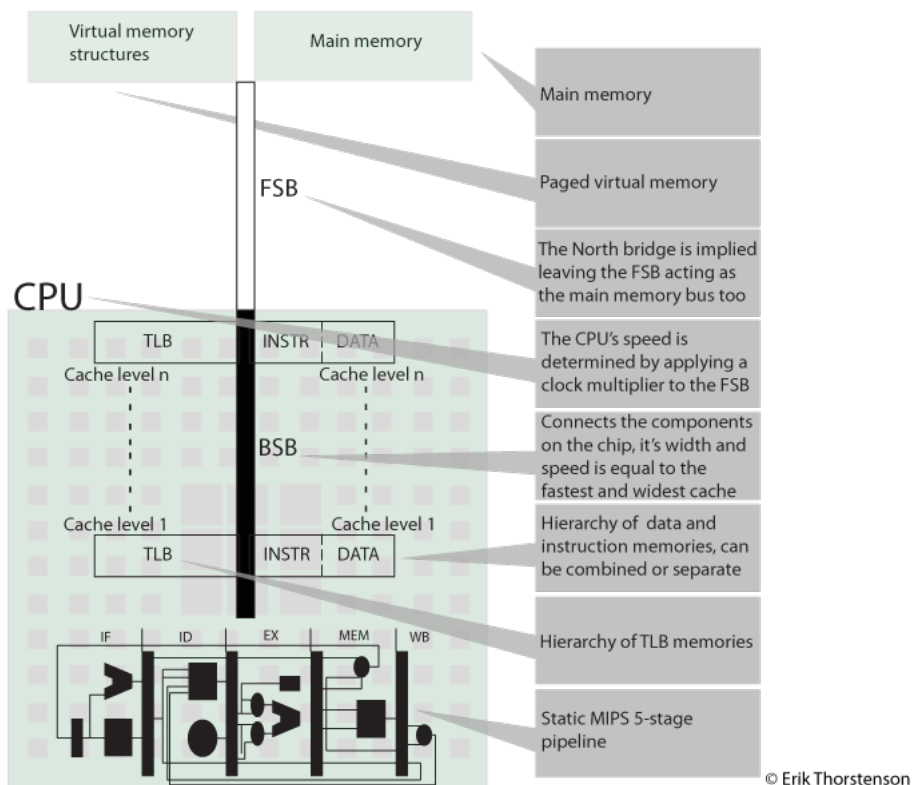 Virtual memory
structures
Main memory
Main memory
Paged virtual memory
FSB
The North bridge is implied
leaving the FSB acting as
the main memory bus too
CPU
TLB
INSTR
DATA
Cache level n
Cache level n
The CPU's speed is
determined by applying a
clock multiplier to the FSB
BSB
Connects the components
on the chip, it's width and
speed is equal to the
fastest and widest cache
Cache level 1
Cache level 1
TLB
INSTR
DATA
Hierarchy of data and
instruction memories, can
be combined or separate
Hierarchy of TLB memories
IF
ID
EX
MEM
WB
Static MIPS 5-stage
pipeline
© Erik Thorstenson